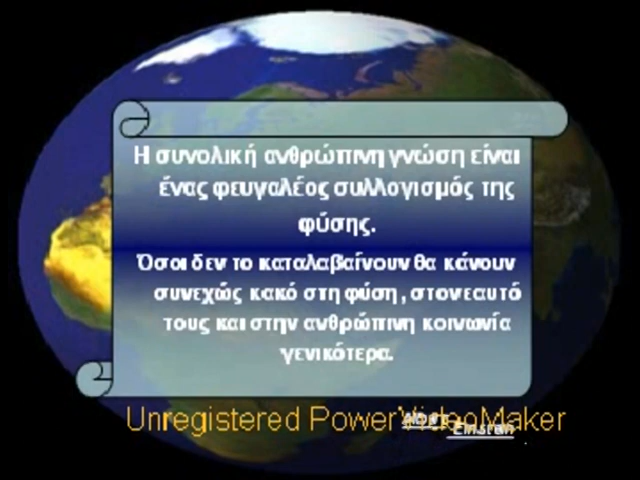 Η συνολική ανθρώπινη γνώση είναι
ένας φευγαλέος συλλογισμός της
φύσης.
Όσοι δεν το καταλαβαίνουν θα κάνουν
συνεχώς κακό στη φύση, στον εαυτό
τους και στην ανθρώπινη κοινωνία
γενικότερα.
Unregistered PowerVideoMaker
Einstein